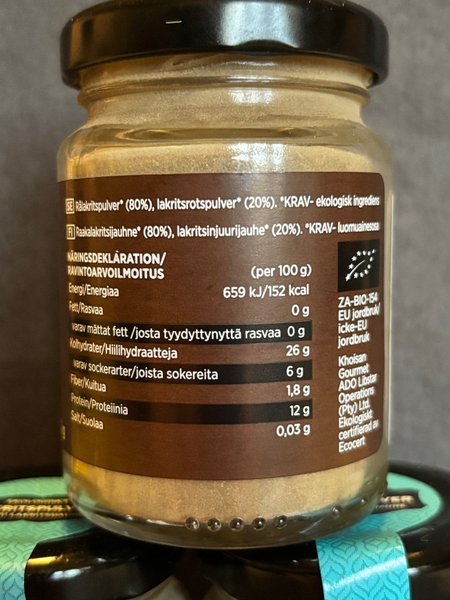 SE Rålakritspulver* (80%), lakritsrotspulver* (20%). *KRAV- ekologisk ingrediens
FI Raakalakritsijauhe* (80%), lakritsinjuurijauhe* (20%). *KRAV- luomuainesosa
NÄRINGSDEKLARATION/
RAVINTOARVOILMOITUS (per 100 g)
Energi/Energiaa 659 kJ/152 kcal
Fett/Rasvaa 0 g
varav mättat fett /josta tyydyttynyttä rasvaa 0 g
Kolhydrater/Hiilihydraatteja 26 g
varav sockerarter/joista sokereita 6 g
Fiber/Kuitua 1,8 g
Protein/Proteiinia 12 g
Salt/Suolaa 0,03 g
ZA-BIO-154
EU jordbruk/
icke-EU
jordbruk
Khoisan
Gourmet
ADO Libstar
Operations
(Pty) Ltd.
Ekologiskt
certifierad av
Ecocert